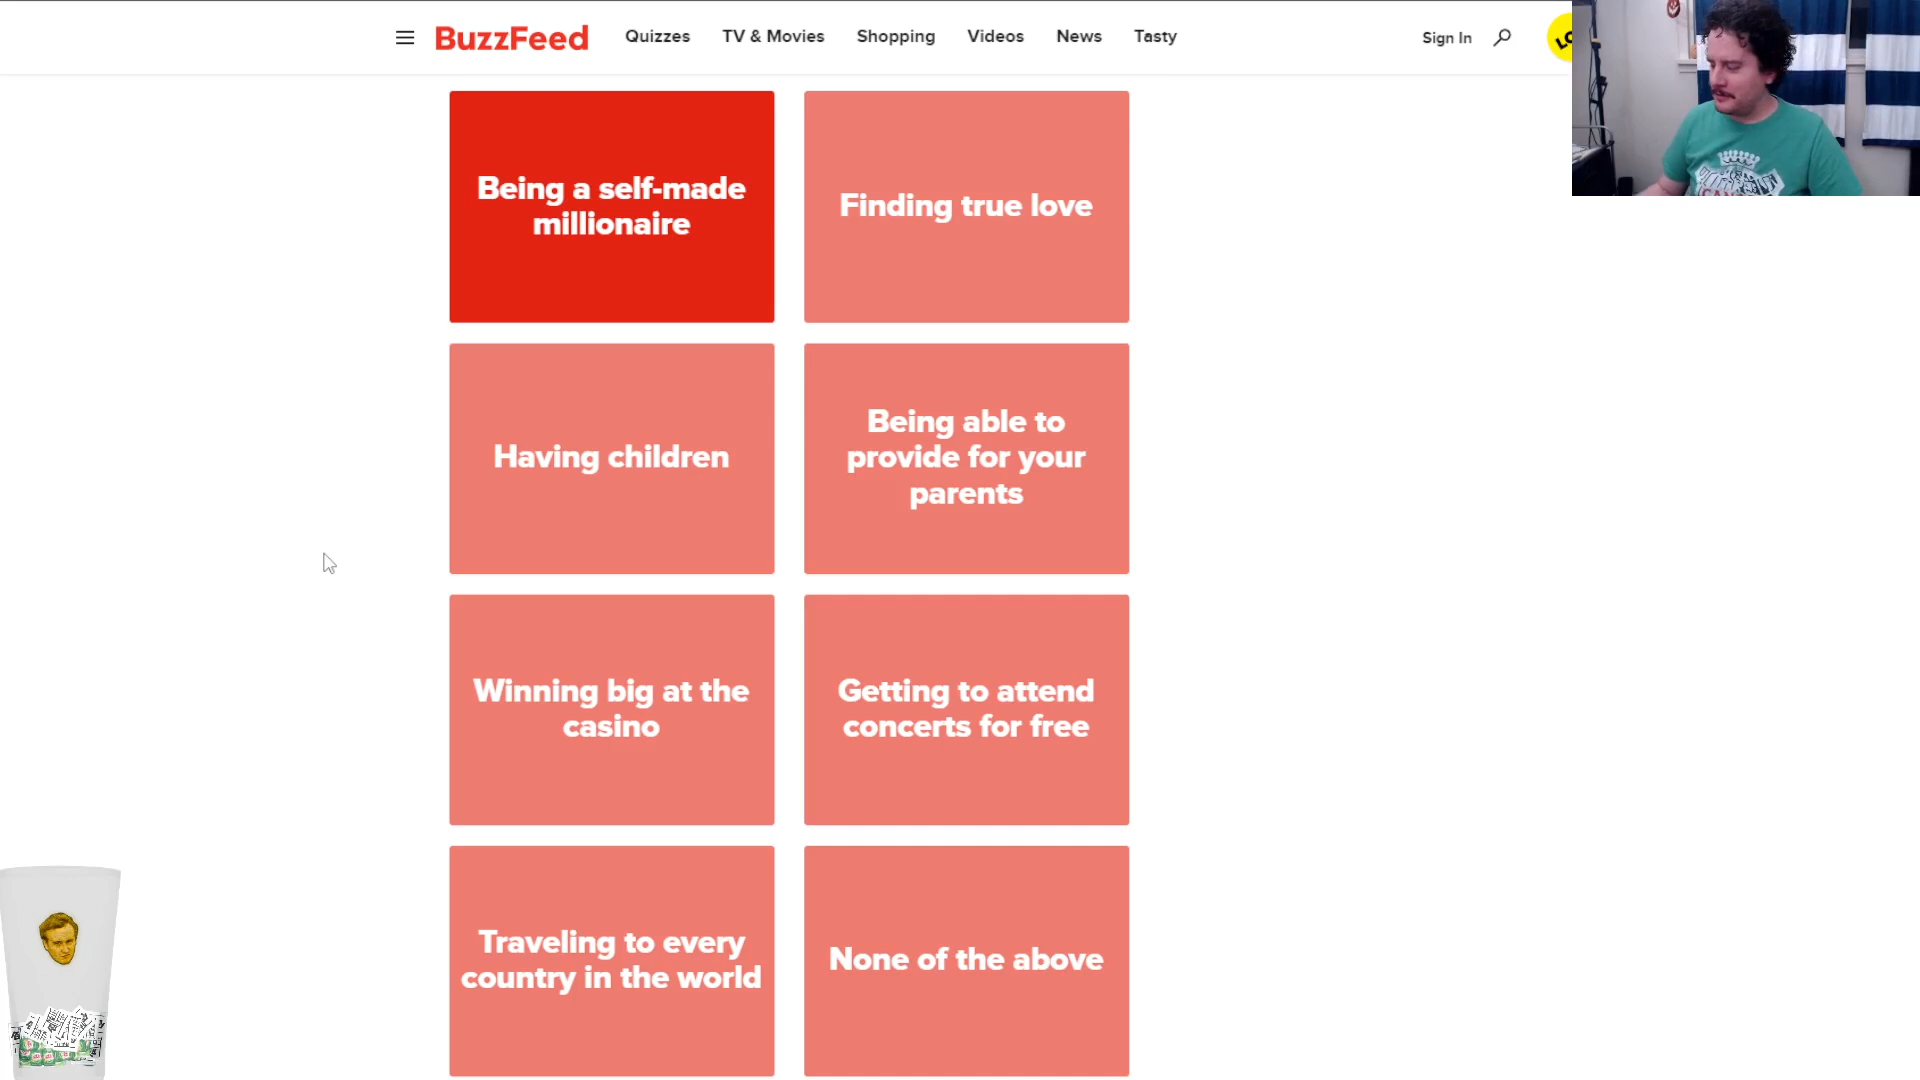 BuzzFeed Quizzes TV & Movies Shopping Videos News Tasty Sign In
Being a self-made
millionaire
Finding true love
Having children
Being able to
provide for your
parents
Winning big at the
casino
Getting to attend
concerts for free
Traveling to every
country in the world
None of the above